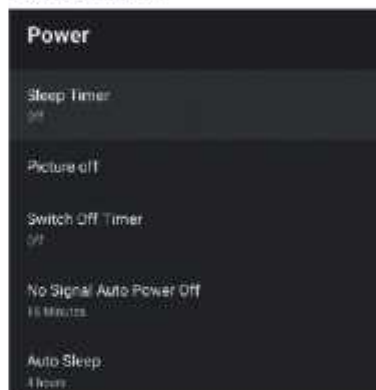 Power
Sleep Timer
Off
Picture off
Switch Off Timer
Off
No Signal Auto Power Off
15 Minutes
Auto Sleep
4 hours